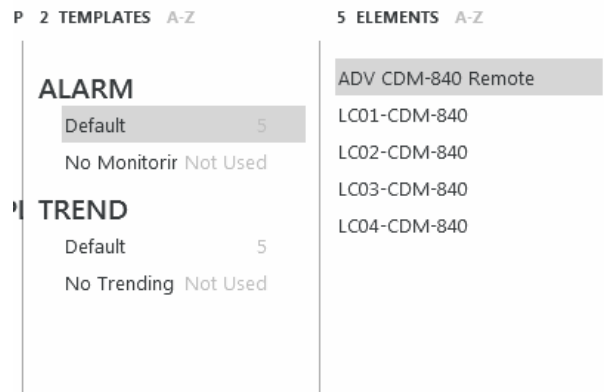 P
2 TEMPLATES A-Z
ALARM
Default 5
No Monitorir Not Used
TREND
Default 5
No Trending Not Used
5 ELEMENTS A-Z
ADV CDM-840 Remote
LC01-CDM-840
LC02-CDM-840
LC03-CDM-840
LC04-CDM-840